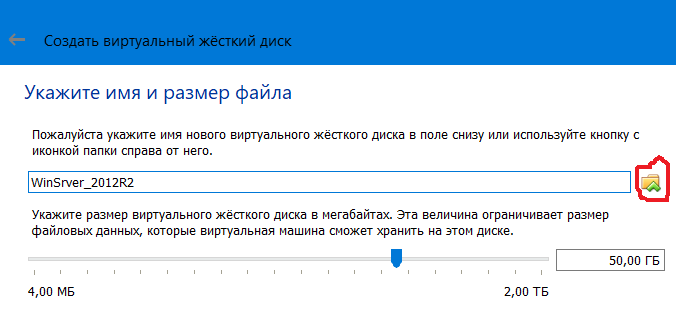 Создать виртуальный жёсткий диск
Укажите имя и размер файла
Пожалуйста укажите имя нового виртуального жёсткого диска в поле снизу или используйте кнопку с
иконкой папки справа от него.
WinSrver_2012R2
Укажите размер виртуального жёсткого диска в мегабайтах. Эта величина ограничивает размер
файловых данных, которые виртуальная машина сможет хранить на этом диске.
50,00 ГБ
4,00 МБ 2,00 ТБ